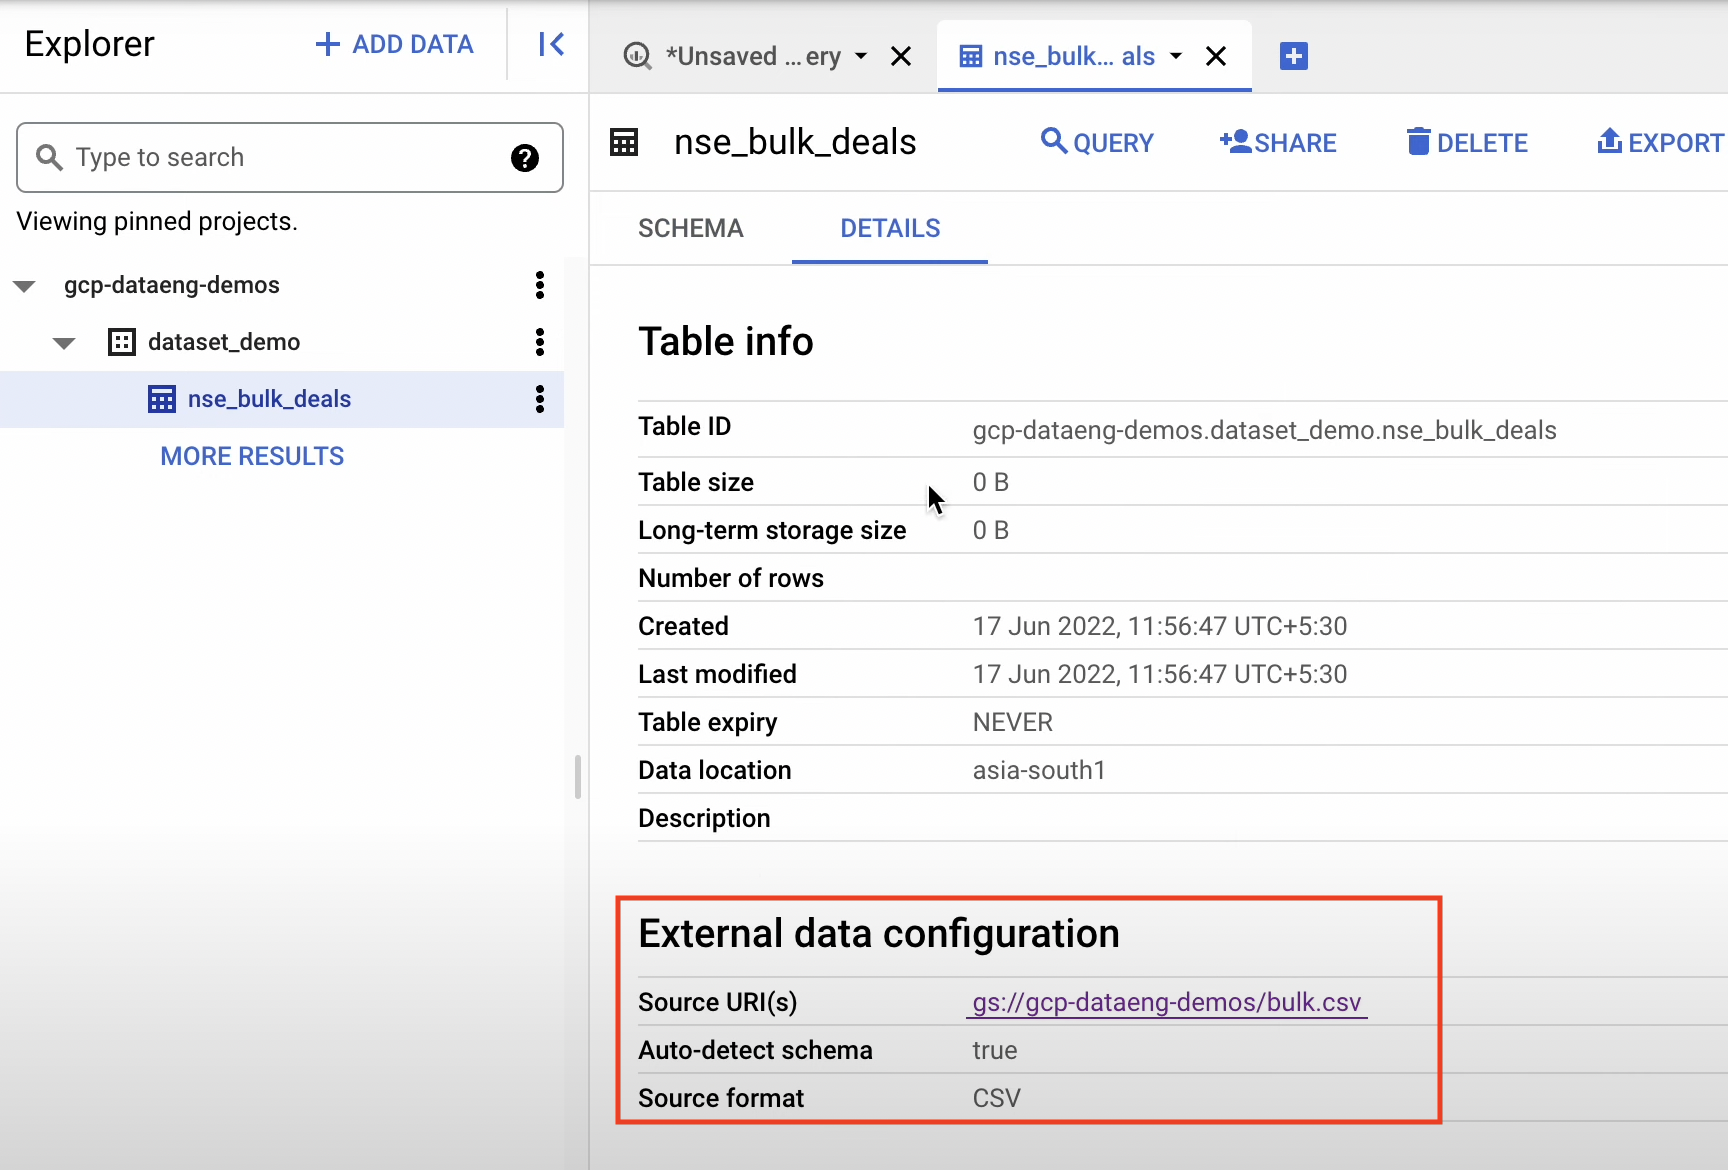 Explorer
ADD DATA
Type to search
Viewing pinned projects.
gcp-dataeng-demos
dataset_demo
nse_bulk_deals
MORE RESULTS
*Unsaved ... ery
nse_bulk... als
nse_bulk_deals
QUERY
SHARE
DELETE
EXPORT
SCHEMA
DETAILS
Table info
Table ID gcp-dataeng-demos.dataset_demo.nse_bulk_deals
Table size 0 B
Long-term storage size 0 B
Number of rows
Created 17 Jun 2022, 11:56:47 UTC+5:30
Last modified 17 Jun 2022, 11:56:47 UTC+5:30
Table expiry NEVER
Data location asia-south1
Description
External data configuration
Source URI(s) gs://gcp-dataeng-demos/bulk.csv
Auto-detect schema true
Source format CSV